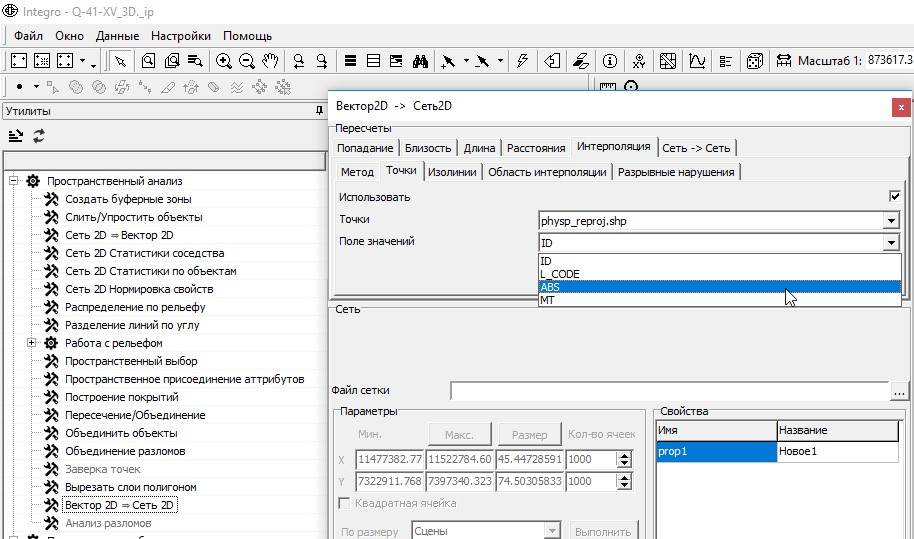 Integro - Q-41-XV_3D._ip
Файл Окно Данные Настройки Помощь
Масштаб 1: 873617.3
Утилиты
Пространственный анализ
Создать буферные зоны
Слить/Упростить объекты
Сеть 2D ⇒ Вектор 2D
Сеть 2D Статистики соседства
Сеть 2D Статистики по объектам
Сеть 2D Нормировка свойств
Распределение по рельефу
Разделение линий по углу
Работа с рельефом
Пространственный выбор
Пространственное присоединение аттрибутов
Построение покрытий
Пересечение/Объединение
Объединить объекты
Объединение разломов
Заверка точек
Вырезать слои полигоном
Вектор 2D ⇒ Сеть 2D
Анализ разломов
Вектор2D -> Сеть2D
x
Пересчеты
Попадание Близость Длина Расстояния Интерполяция Сеть -> Сеть
Метод Точки Изолинии Область интерполяции Разрывные нарушения
Использовать
Точки physp_reproj.shp
Поле значений ID
ID
L_CODE
ABS
MT
Сеть
Файл сетки ...
Параметры
Мин. Макс. Размер Кол-во ячеек
X 11477382.77 11522784.60 45.44728591 1000
Y 7322911.768 7397340.323 74.50305833 1000
Квадратная ячейка
По размеру Сцены Выполнить
Свойства
Имя Название
prop1 Новое1